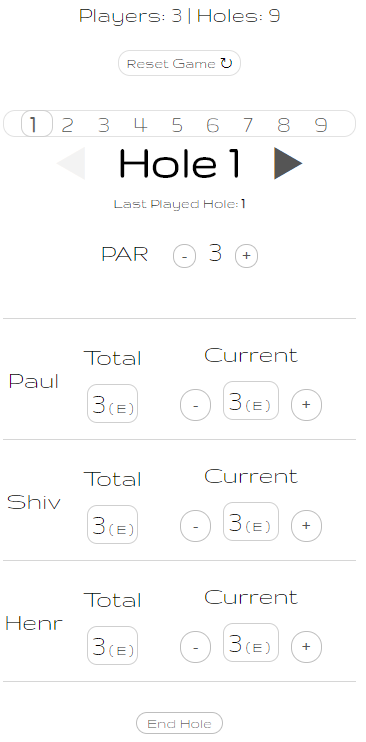 Players: 3 | Holes: 9
Reset Game ↻
1 2 3 4 5 6 7 8 9
Hole 1
Last Played Hole: 1
PAR - 3 +
Total Current
Paul 3 (E) - 3 (E) +
Total Current
Shiv 3 (E) - 3 (E) +
Total Current
Henr 3 (E) - 3 (E) +
End Hole